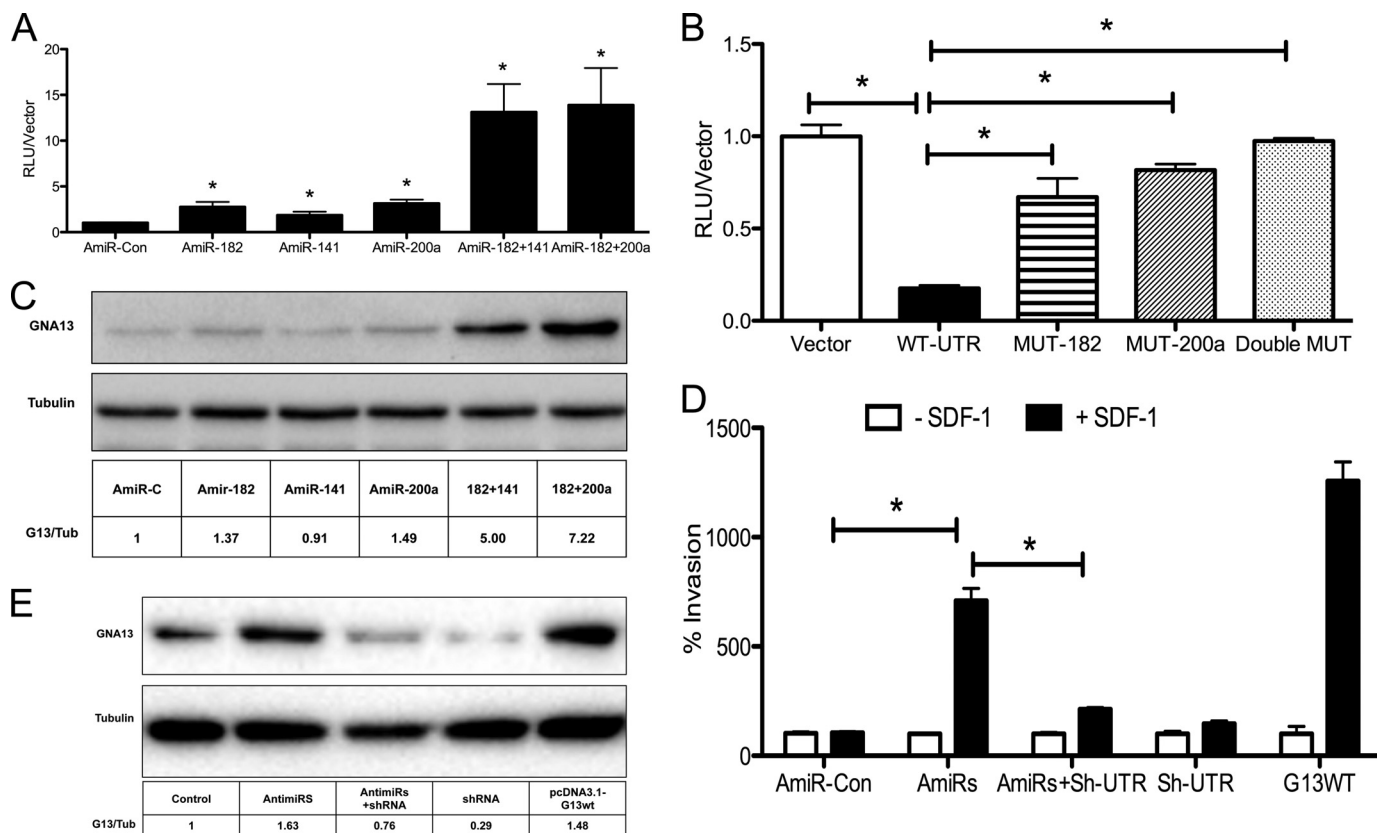 A
RLU/Vector
20
15
10
5
0
* * * * *
AmiR-Con AmiR-182 AmiR-141 AmiR-200a AmiR-182+141 AmiR-182+200a
B
RLU/Vector
1.5
1.0
0.5
0.0
* * * *
Vector WT-UTR MUT-182 MUT-200a Double MUT
C
GNA13
Tubulin
AmiR-C Amir-182 AmiR-141 AmiR-200a 182+141 182+200a
G13/Tub 1 1.37 0.91 1.49 5.00 7.22
D
- SDF-1 + SDF-1
% Invasion
1500
1000
500
0
* *
AmiR-Con AmiRs AmiRs+Sh-UTR Sh-UTR G13WT
E
GNA13
Tubulin
Control AntimiRS AntimiRs shRNA pcDNA3.1-
+shRNA G13wt
G13/Tub 1 1.63 0.76 0.29 1.48